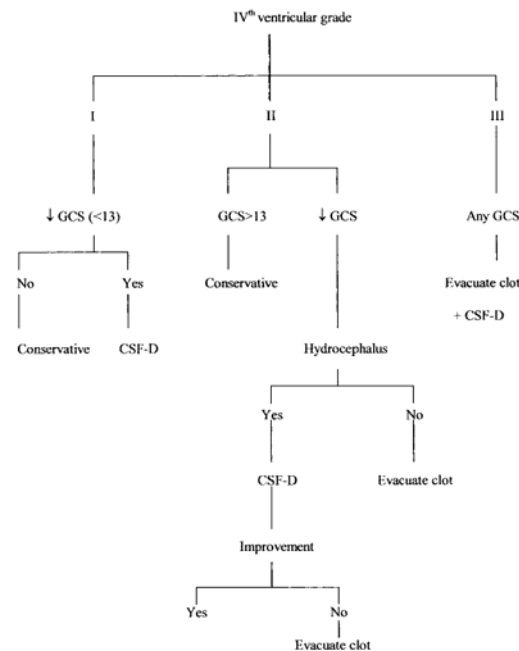 IVth ventricular grade
I II III
↓ GCS (<13) GCS>13 ↓ GCS Any GCS
No Yes Conservative Evacuate clot
+ CSF-D
Conservative CSF-D Hydrocephalus
Yes No
CSF-D Evacuate clot
Improvement
Yes No
Evacuate clot